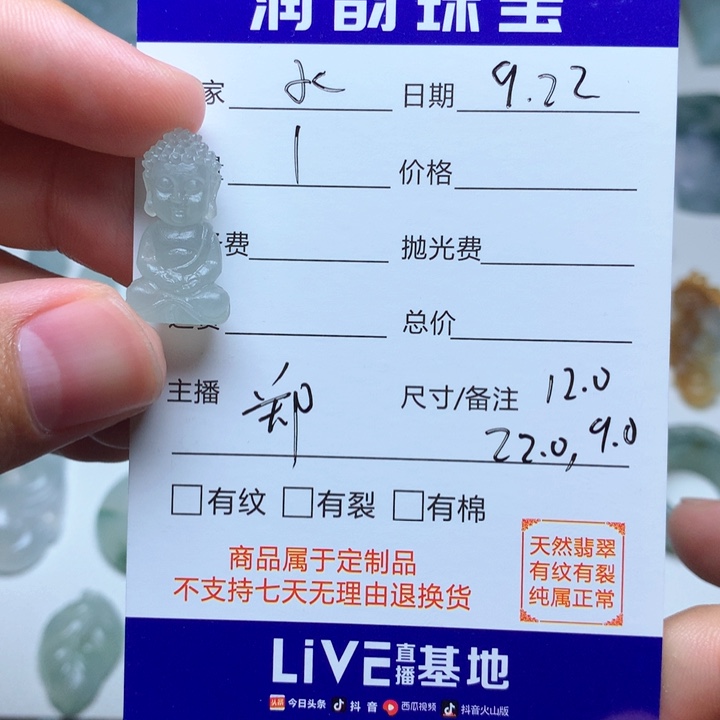 润韵珠宝
家 水 日期 9.22
1 价格
费 抛光费
运费 总价
主播 郑 尺寸/备注 12.0
22.0, 9.0
□有纹 □有裂 □有棉
商品属于定制品
不支持七天无理由退换货
天然翡翠
有纹有裂
纯属正常
LiVE直播基地
头条 今日头条 抖音 西瓜视频 抖音火山版